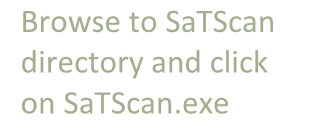 Browse to SaTScan
directory and click
on SaTScan.exe